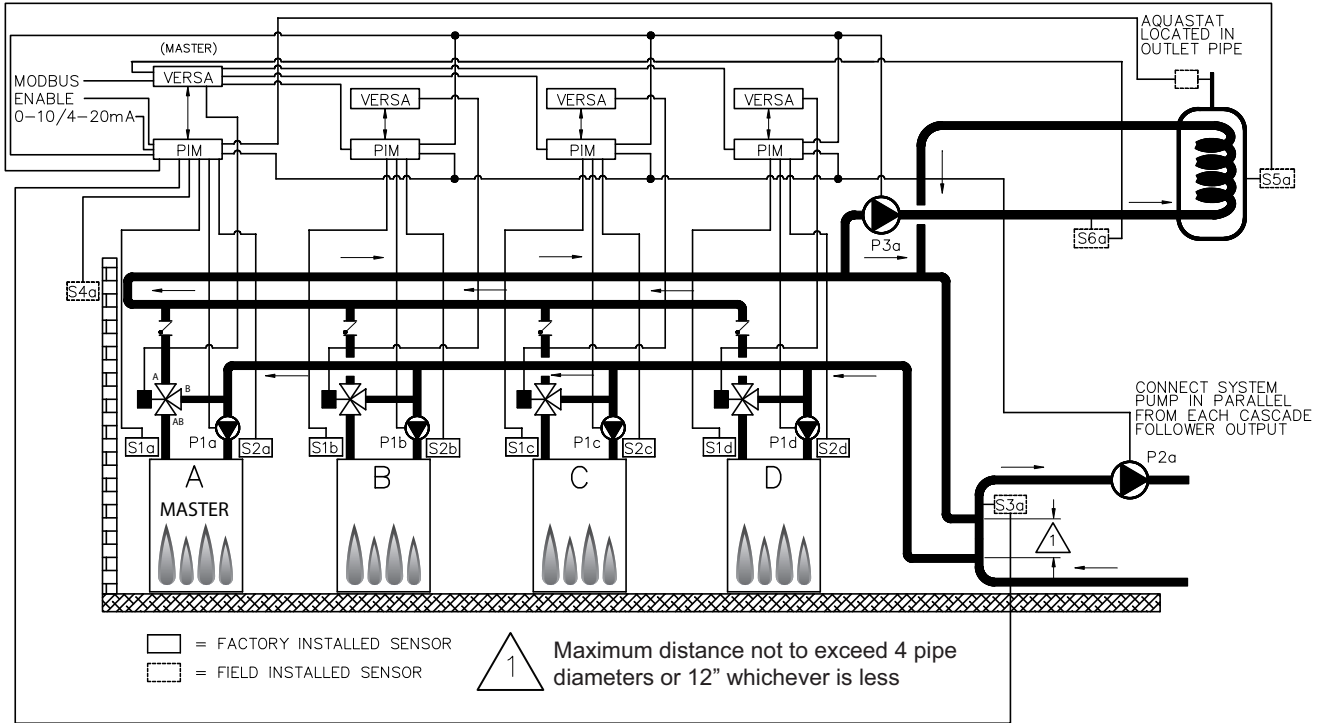 AQUASTAT
LOCATED IN
OUTLET PIPE
(MASTER)
VERSA
MODBUS
ENABLE
0-10/4-20mA
VERSA
VERSA
VERSA
PIM
PIM
PIM
PIM
S5a
P3a
S6a
S4a
A
B
AB
CONNECT SYSTEM
PUMP IN PARALLEL
FROM EACH CASCADE
FOLLOWER OUTPUT
S1a
P1a
S2a
S1b
P1b
S2b
S1c
P1c
S2c
S1d
P1d
S2d
P2a
A
MASTER
B
C
D
S3a
1
= FACTORY INSTALLED SENSOR
= FIELD INSTALLED SENSOR
1
Maximum distance not to exceed 4 pipe
diameters or 12” whichever is less